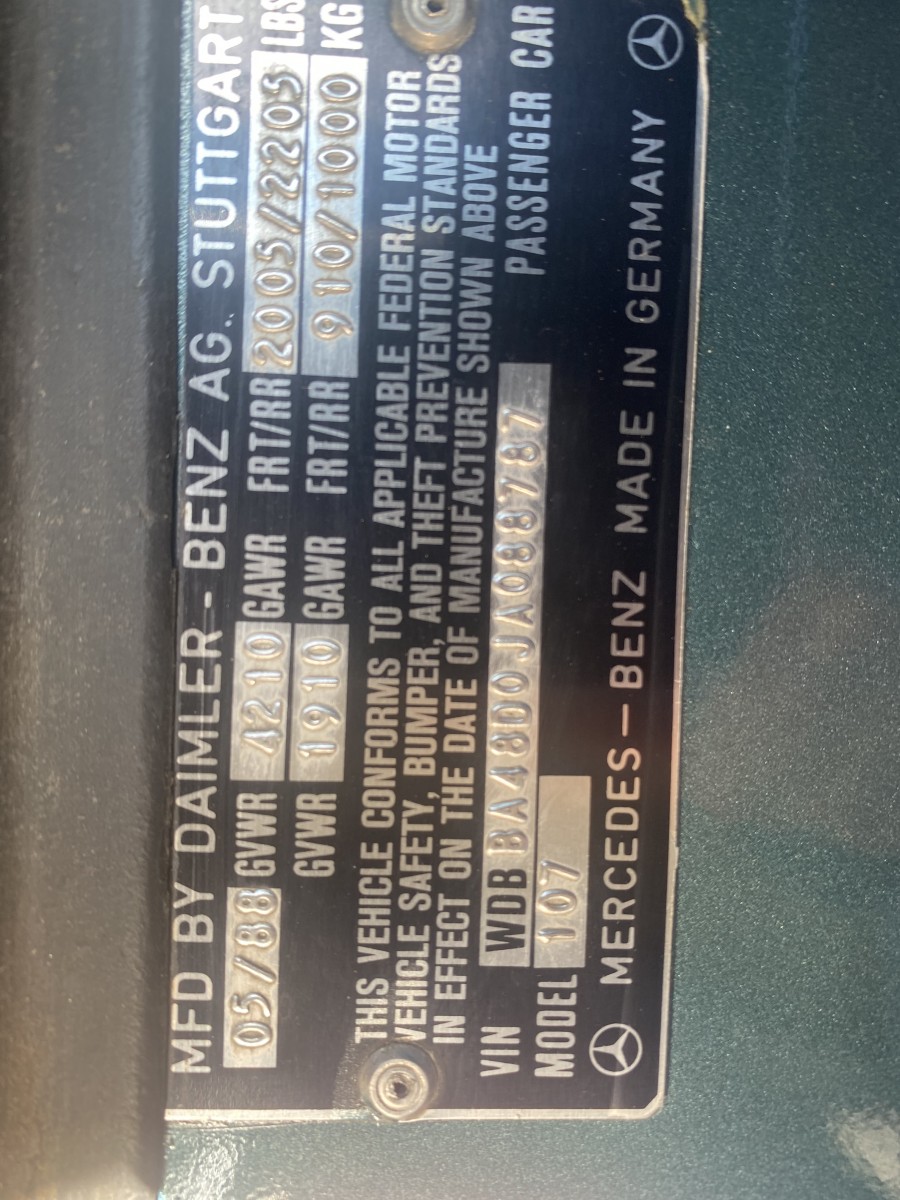 MFD BY DAIMLER - BENZ AG., STUTTGART
05/88 GVWR 4210 GAWR FRT/RR 2005/2205 LBS
GVWR 1910 GAWR FRT/RR 910/1000 KG
THIS VEHICLE CONFORMS TO ALL APPLICABLE FEDERAL MOTOR
VEHICLE SAFETY, BUMPER, AND THEFT PREVENTION STANDARDS
IN EFFECT ON THE DATE OF MANUFACTURE SHOWN ABOVE
VIN WDB BA48D0JA088787 PASSENGER CAR
MODEL 107
MERCEDES — BENZ MADE IN GERMANY